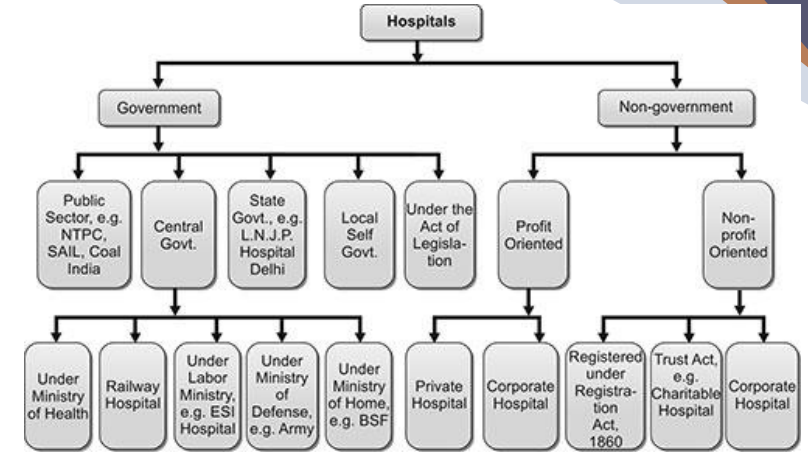 Hospitals
Government
Non-government
Public
Sector, e.g.
NTPC,
SAIL, Coal
India
Central
Govt.
State
Govt., e.g.
L.N.J.P.
Hospital
Delhi
Local
Self
Govt.
Under the
Act of
Legisla-
tion
Profit
Oriented
Non-
profit
Oriented
Under
Ministry
of Health
Railway
Hospital
Under
Labor
Ministry,
e.g. ESI
Hospital
Under
Ministry
of
Defense,
e.g. Army
Under
Ministry
of Home,
e.g. BSF
Private
Hospital
Corporate
Hospital
Registered
under
Registra-
tion
Act,
1860
Trust Act,
e.g.
Charitable
Hospital
Corporate
Hospital